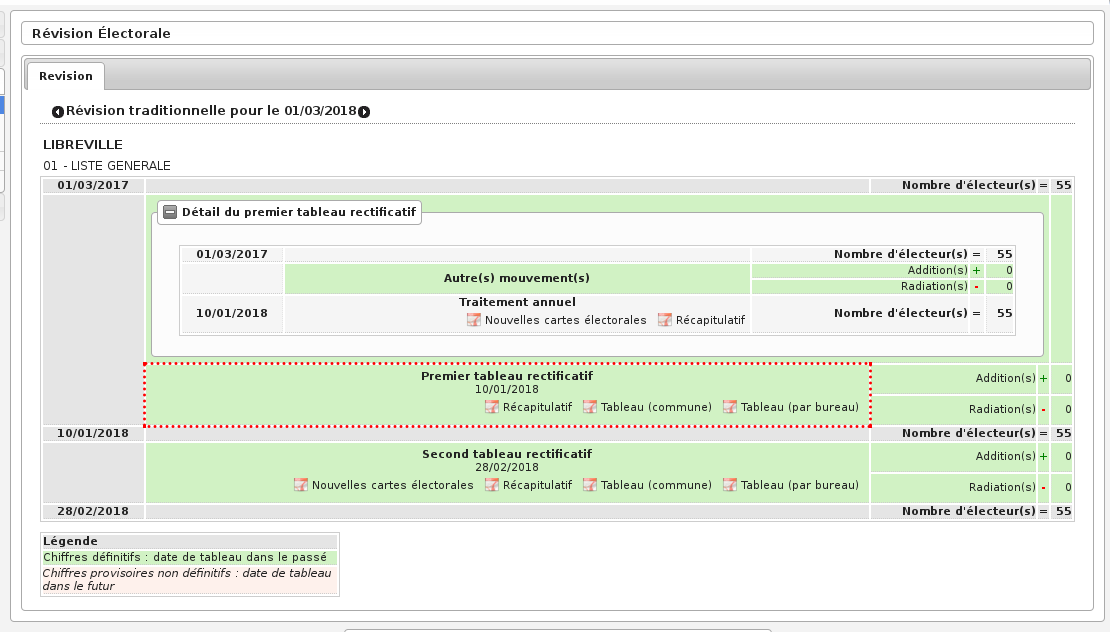 Révision Électorale
Revision
Révision traditionnelle pour le 01/03/2018
LIBREVILLE
01 - LISTE GENERALE
01/03/2017 Nombre d'électeur(s) = 55
Détail du premier tableau rectificatif
01/03/2017 Nombre d'électeur(s) = 55
Autre(s) mouvement(s)
Addition(s) + 0
Radiation(s) - 0
Traitement annuel
10/01/2018 Nombre d'électeur(s) = 55
Nouvelles cartes électorales Récapitulatif
Premier tableau rectificatif
Addition(s) + 0
10/01/2018
Récapitulatif Tableau (commune) Tableau (par bureau)
Radiation(s) - 0
10/01/2018 Nombre d'électeur(s) = 55
Second tableau rectificatif
Addition(s) + 0
28/02/2018
Nouvelles cartes électorales Récapitulatif Tableau (commune) Tableau (par bureau)
Radiation(s) - 0
28/02/2018 Nombre d'électeur(s) = 55
Légende
Chiffres définitifs : date de tableau dans le passé
Chiffres provisoires non définitifs : date de tableau
dans le futur